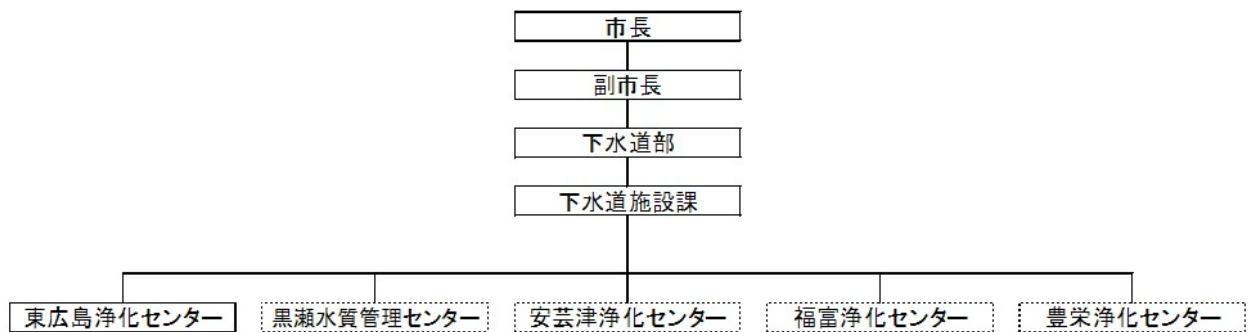 市長
副市長
下水道部
下水道施設課
東広島浄化センター
黒瀬水質管理センター
安芸津浄化センター
福富浄化センター
豊栄浄化センター